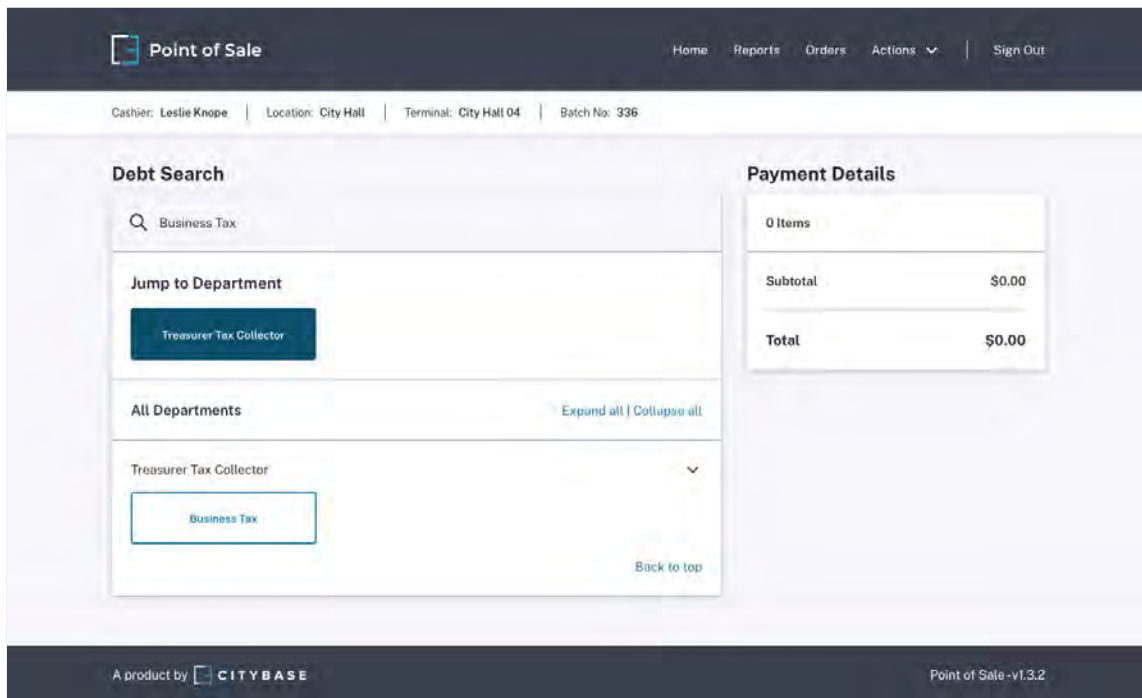 Point of Sale
Home Reports Orders Actions | Sign Out
Cashier: Leslie Knope | Location: City Hall | Terminal: City Hall 04 | Batch No: 336
Debt Search
Business Tax
Jump to Department
Treasurer Tax Collector
All Departments
Expand all | Collapse all
Treasurer Tax Collector
Business Tax
Back to top
Payment Details
0 Items
Subtotal $0.00
Total $0.00
A product by CITYBASE
Point of Sale -v1.3.2